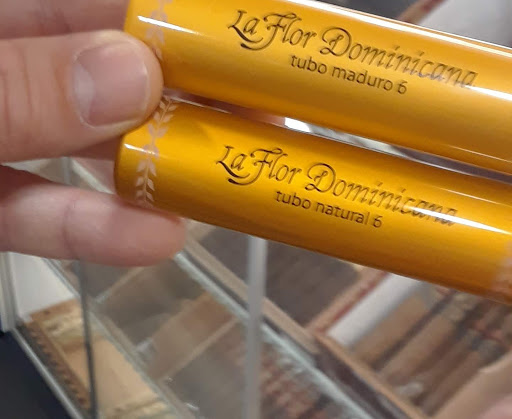 La Flor Dominicana
tubo maduro 6
La Flor Dominicana
tubo natural 6